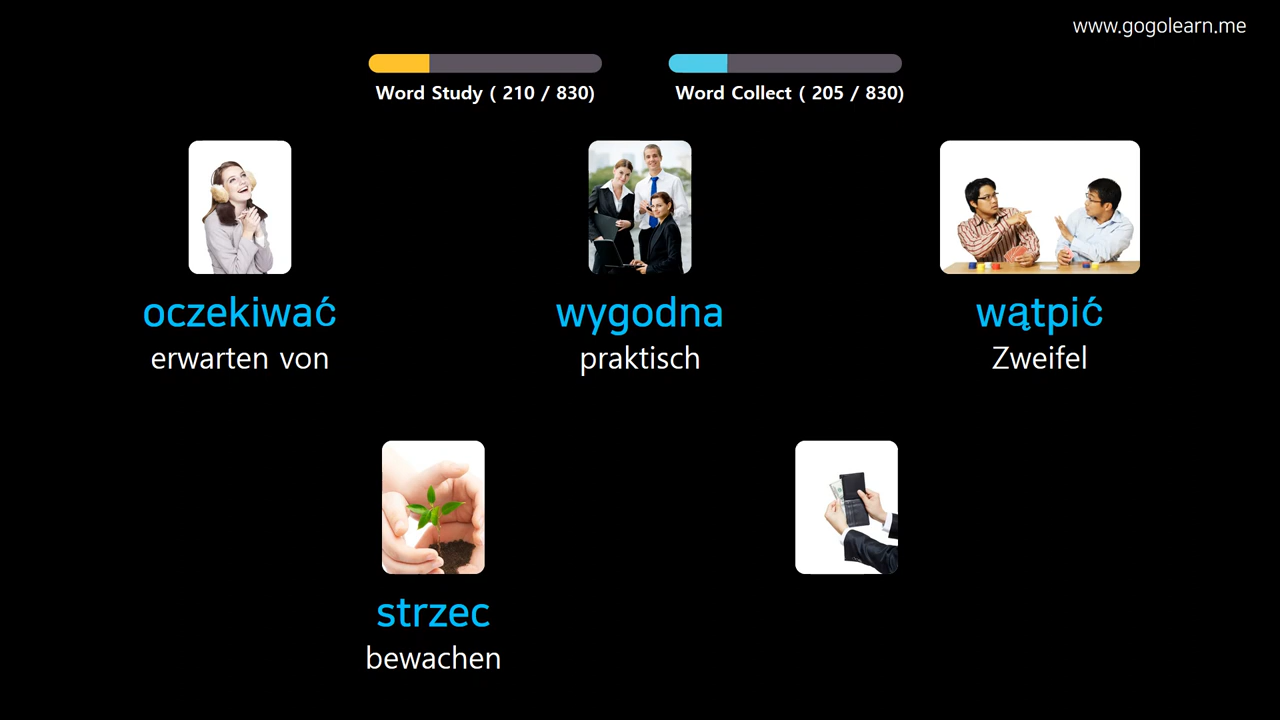 www.gogolearn.me
Word Study ( 210 / 830)
Word Collect ( 205 / 830)
oczekiwać
erwarten von
wygodna
praktisch
wątpić
Zweifel
strzec
bewachen